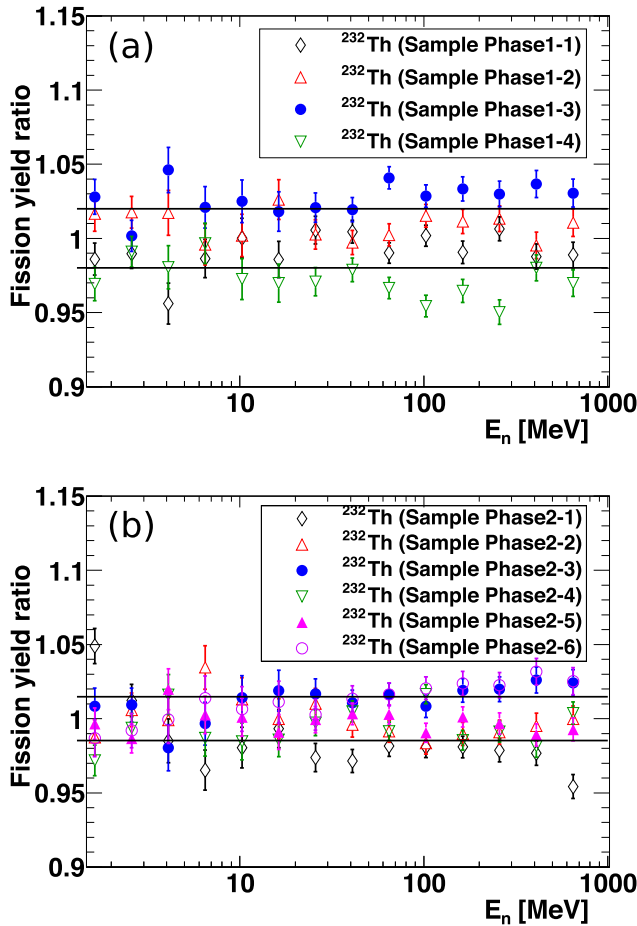 (a)
²³²Th (Sample Phase1-1)
²³²Th (Sample Phase1-2)
²³²Th (Sample Phase1-3)
²³²Th (Sample Phase1-4)
Fission yield ratio
1.15
1.1
1.05
1
0.95
0.9
10 100 1000
Eₙ [MeV]
(b)
²³²Th (Sample Phase2-1)
²³²Th (Sample Phase2-2)
²³²Th (Sample Phase2-3)
²³²Th (Sample Phase2-4)
²³²Th (Sample Phase2-5)
²³²Th (Sample Phase2-6)
Fission yield ratio
1.15
1.1
1.05
1
0.95
0.9
10 100 1000
Eₙ [MeV]